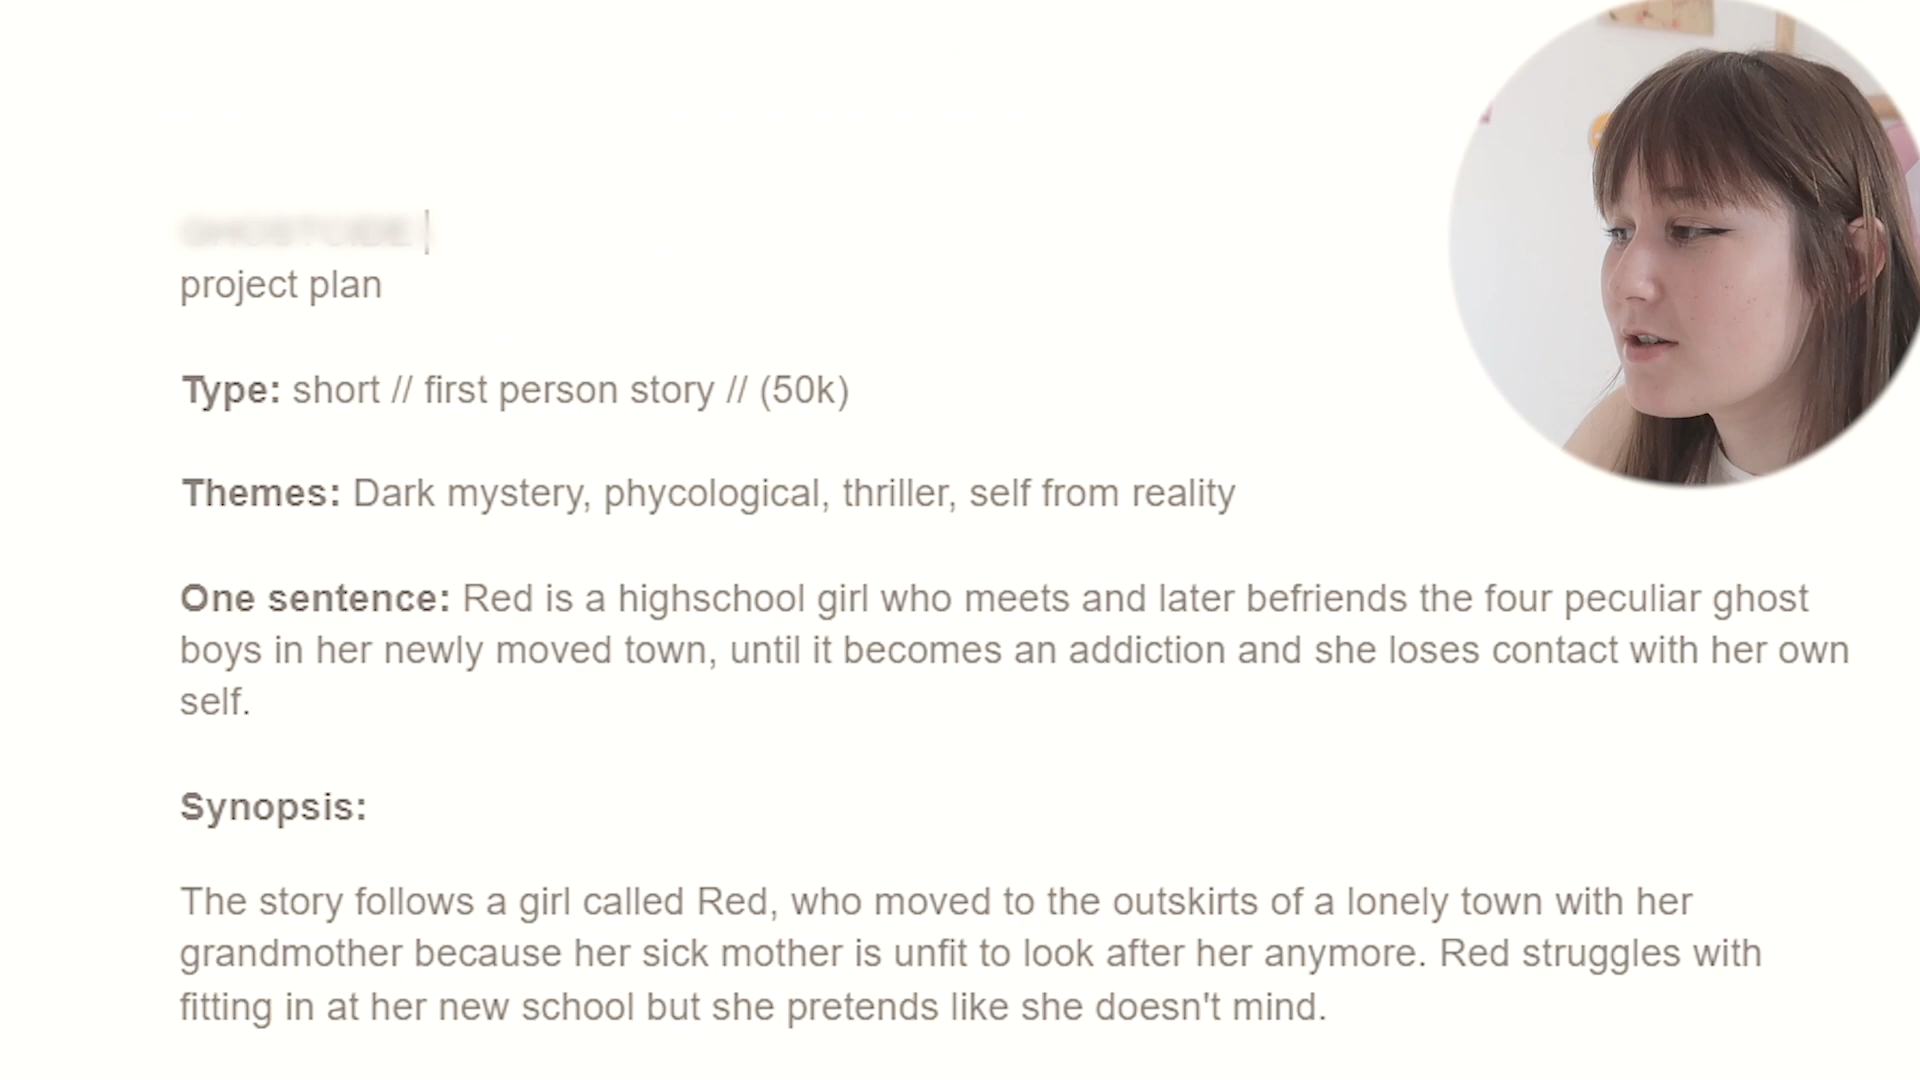 project plan
Type: short // first person story // (50k)
Themes: Dark mystery, phycological, thriller, self from reality
One sentence: Red is a highschool girl who meets and later befriends the four peculiar ghost
boys in her newly moved town, until it becomes an addiction and she loses contact with her own
self.
Synopsis:
The story follows a girl called Red, who moved to the outskirts of a lonely town with her
grandmother because her sick mother is unfit to look after her anymore. Red struggles with
fitting in at her new school but she pretends like she doesn't mind.